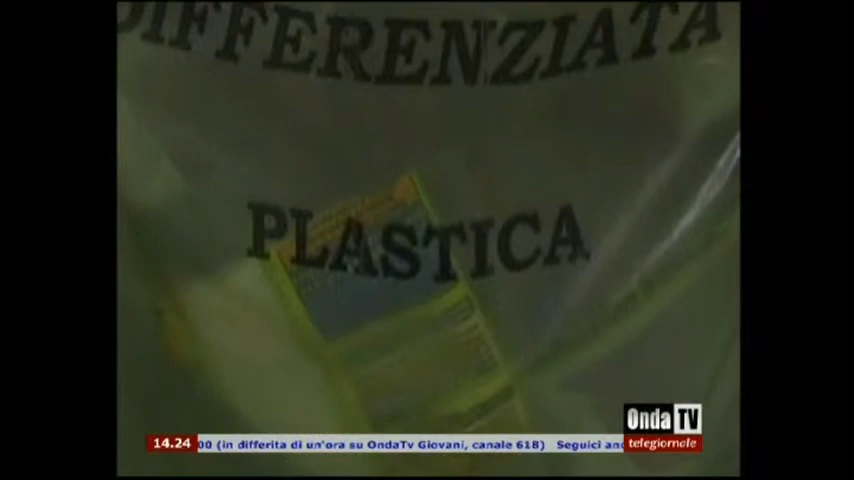 DIFFERENZIATA
PLASTICA
Onda TV
14.24 00 (in differita di un'ora su OndaTv Giovani, canale 618) Seguici anc
telegiornale